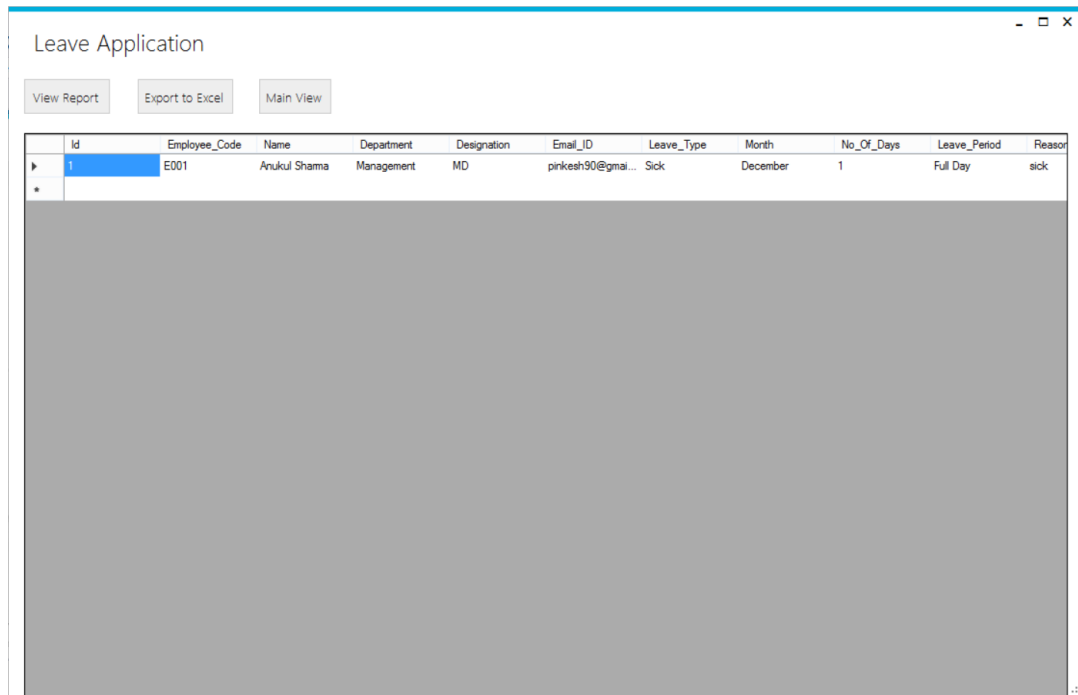 Leave Application
View Report Export to Excel Main View
Id Employee_Code Name Department Designation Email_ID Leave_Type Month No_Of_Days Leave_Period Reason
1 E001 Anukul Sharma Management MD pinkesh90@gmai... Sick December 1 Full Day sick